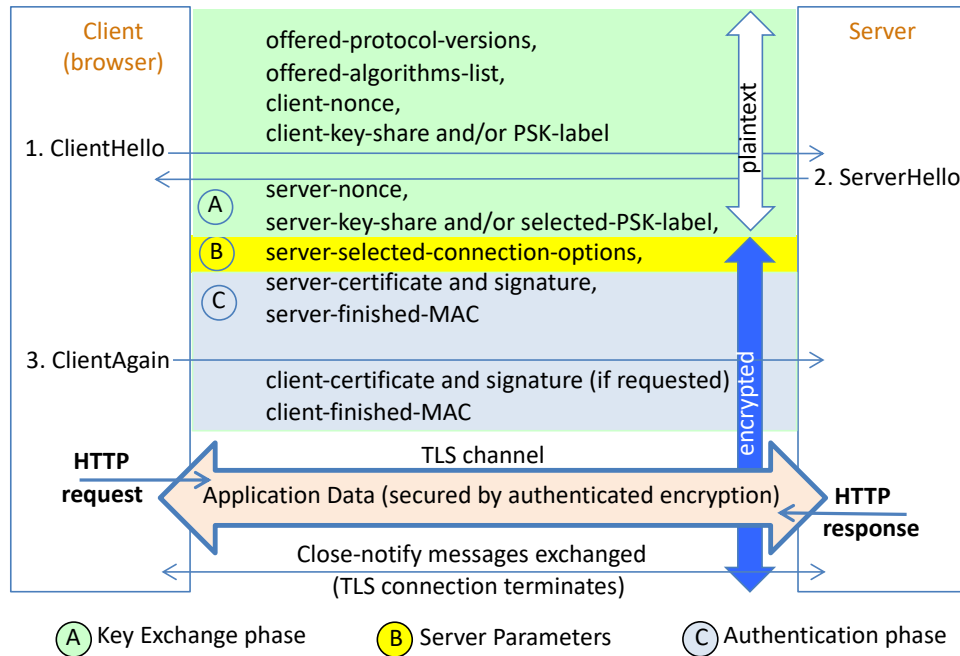 Client
(browser)
Server
offered-protocol-versions,
offered-algorithms-list,
client-nonce,
client-key-share and/or PSK-label
plaintext
1. ClientHello
2. ServerHello
A
server-nonce,
server-key-share and/or selected-PSK-label,
B
server-selected-connection-options,
C
server-certificate and signature,
server-finished-MAC
3. ClientAgain
client-certificate and signature (if requested)
client-finished-MAC
encrypted
TLS channel
HTTP
request
Application Data (secured by authenticated encryption)
HTTP
response
Close-notify messages exchanged
(TLS connection terminates)
A Key Exchange phase
B Server Parameters
C Authentication phase